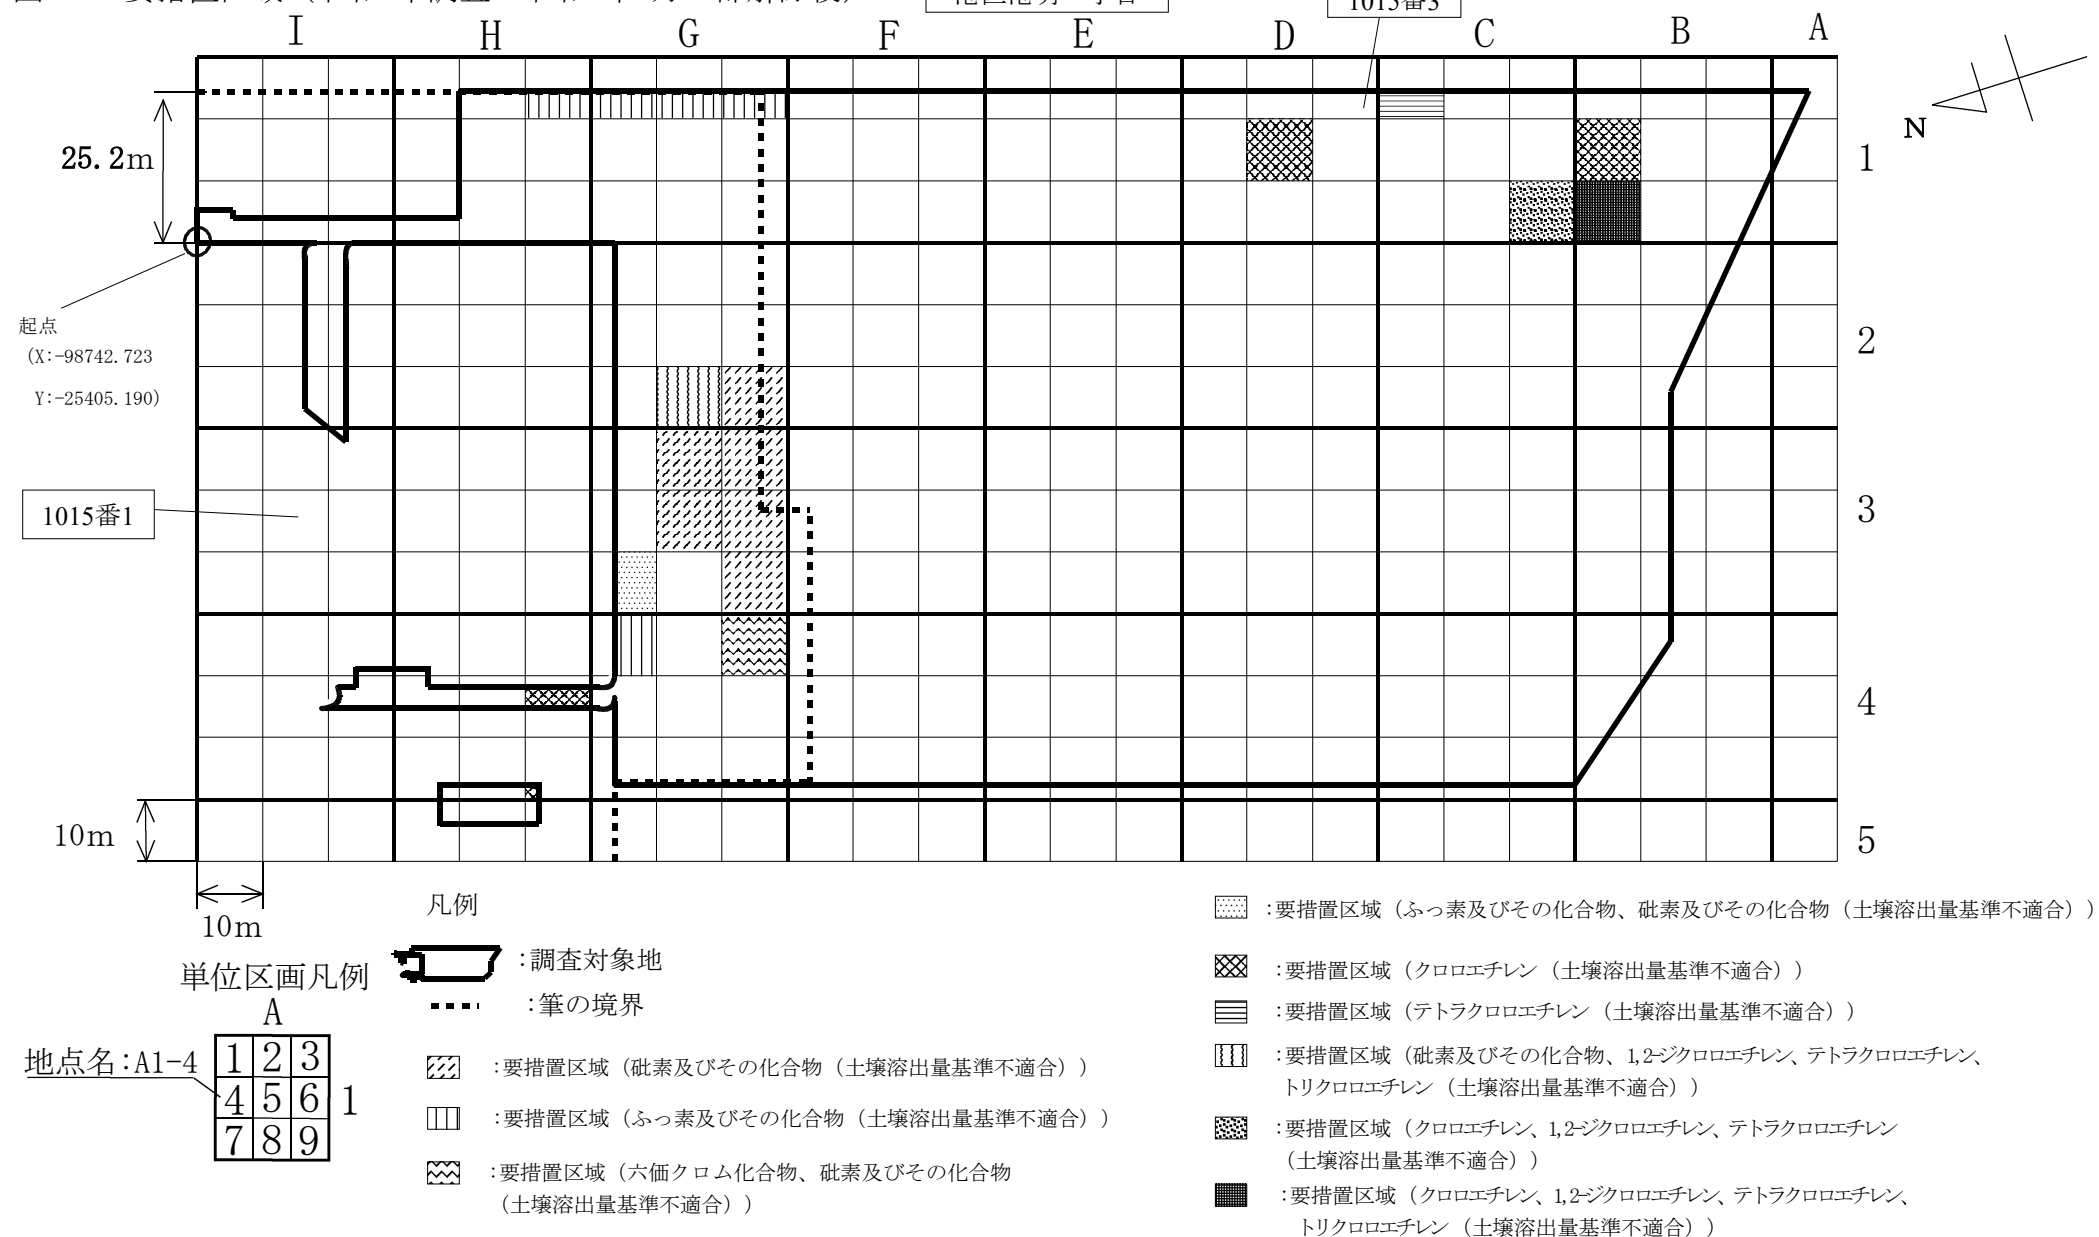 1015番3
I H G F E D C B A
N
25.2m
1
起点
(X:-98742.723
Y:-25405.190)
2
1015番1
3
4
10m
5
10m
凡例
:調査対象地
:筆の境界
単位区画凡例
A
地点名:A1-4
1 2 3
4 5 6
7 8 9
1
:要措置区域（砒素及びその化合物（土壌溶出量基準不適合））
:要措置区域（ふっ素及びその化合物（土壌溶出量基準不適合））
:要措置区域（六価クロム化合物、砒素及びその化合物
（土壌溶出量基準不適合））
:要措置区域（ふっ素及びその化合物、砒素及びその化合物（土壌溶出量基準不適合））
:要措置区域（クロロエチレン（土壌溶出量基準不適合））
:要措置区域（テトラクロロエチレン（土壌溶出量基準不適合））
:要措置区域（砒素及びその化合物、1,2-ジクロロエチレン、テトラクロロエチレン、
トリクロロエチレン（土壌溶出量基準不適合））
:要措置区域（クロロエチレン、1,2-ジクロロエチレン、テトラクロロエチレン
（土壌溶出量基準不適合））
:要措置区域（クロロエチレン、1,2-ジクロロエチレン、テトラクロロエチレン、
トリクロロエチレン（土壌溶出量基準不適合））